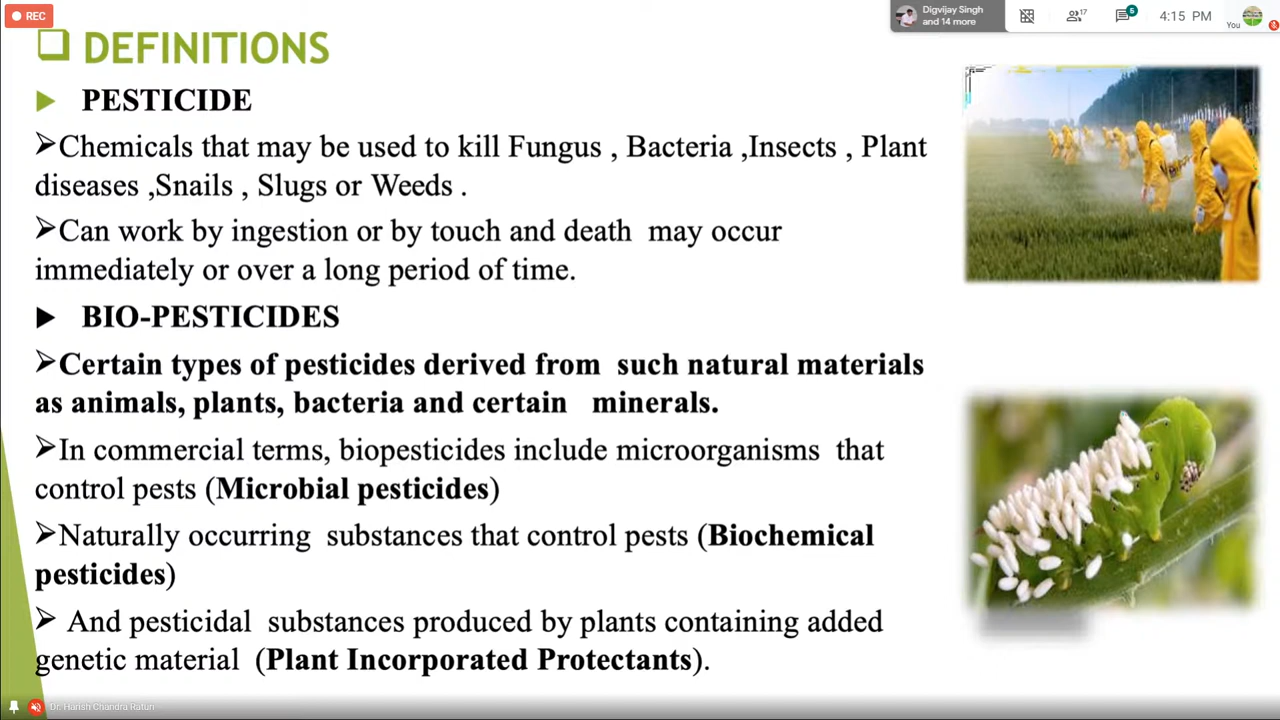 REC
Digvijay Singh
and 14 more
17
5
4:15 PM
You
DEFINITIONS
PESTICIDE
Chemicals that may be used to kill Fungus , Bacteria ,Insects , Plant
diseases ,Snails , Slugs or Weeds .
Can work by ingestion or by touch and death may occur
immediately or over a long period of time.
BIO-PESTICIDES
Certain types of pesticides derived from such natural materials
as animals, plants, bacteria and certain minerals.
In commercial terms, biopesticides include microorganisms that
control pests (Microbial pesticides)
Naturally occurring substances that control pests (Biochemical
pesticides)
And pesticidal substances produced by plants containing added
genetic material (Plant Incorporated Protectants).
Dr. Harish Chandra Raturi